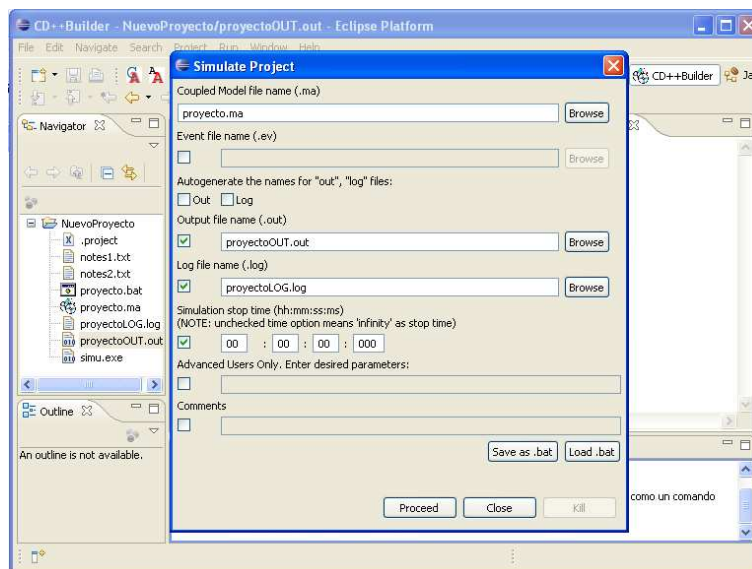 CD++Builder - NuevoProyecto/proyectoOUT.out - Eclipse Platform
File Edit Navigate Search Project Run Window Help
CD++Builder
Simulate Project
Coupled Model file name (.ma)
proyecto.ma
Browse
Event file name (.ev)
Browse
Autogenerate the names for "out", "log" files:
Out Log
Output file name (.out)
proyectoOUT.out
Browse
Log file name (.log)
proyectoLOG.log
Browse
Simulation stop time (hh:mm:ss:ms)
(NOTE: unchecked time option means 'infinity' as stop time)
00 : 00 : 00 : 000
Advanced Users Only. Enter desired parameters:
Comments
Save as .bat Load .bat
Proceed Close Kill
Navigator
NuevoProyecto
.project
notes1.txt
notes2.txt
proyecto.bat
proyecto.ma
proyectoLOG.log
proyectoOUT.out
simu.exe
Outline
An outline is not available.
como un comando